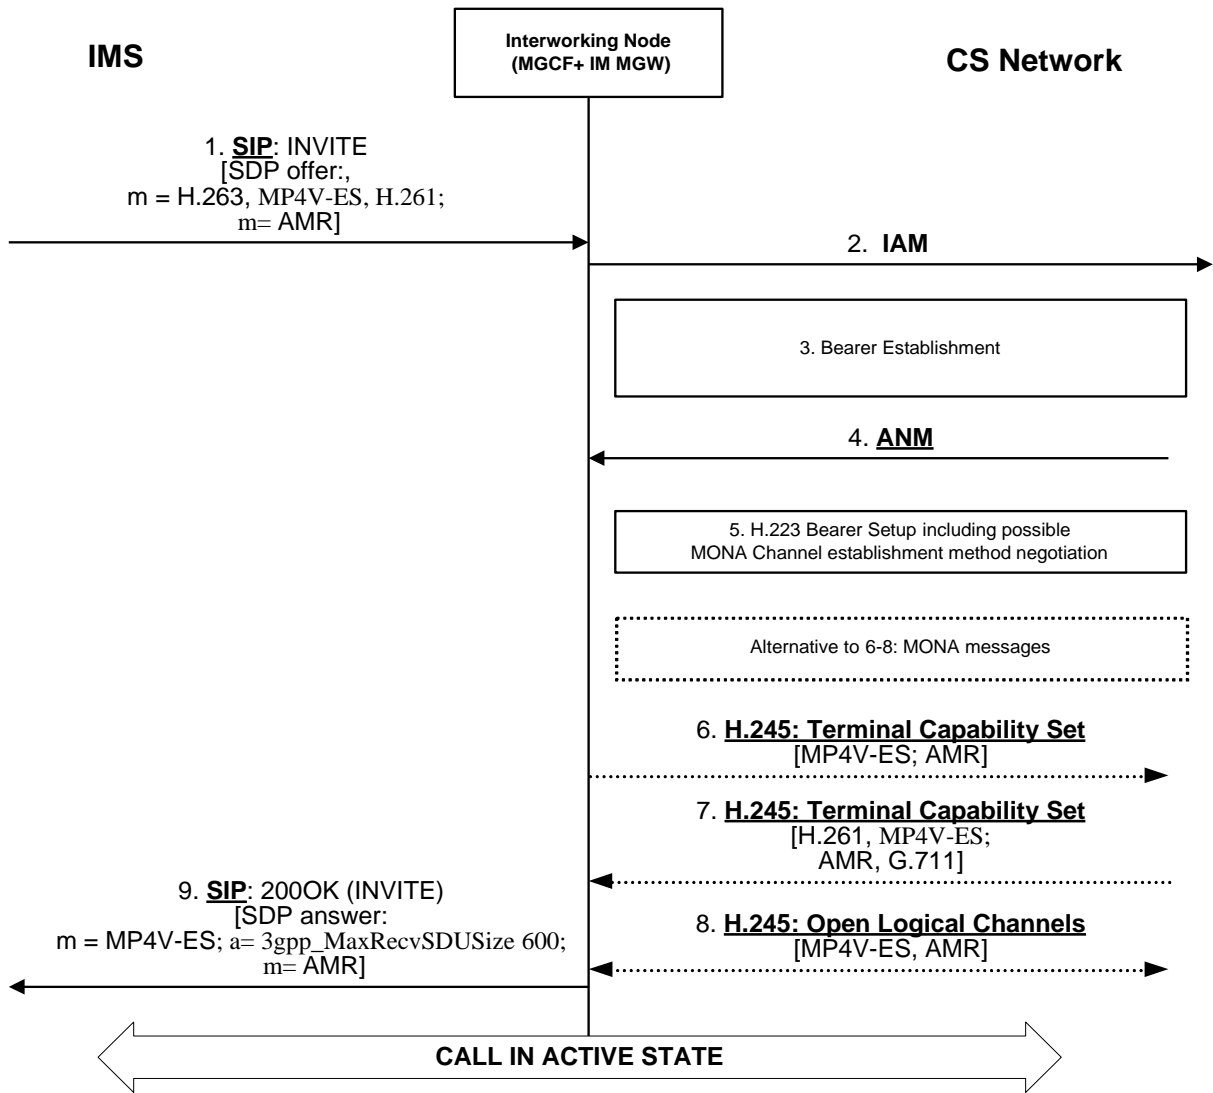 IMS
Interworking Node
(MGCF+ IM MGW)
CS Network
1. SIP: INVITE
[SDP offer:,
m = H.263, MP4V-ES, H.261;
m= AMR]
2. IAM
3. Bearer Establishment
4. ANM
5. H.223 Bearer Setup including possible
MONA Channel establishment method negotiation
Alternative to 6-8: MONA messages
6. H.245: Terminal Capability Set
[MP4V-ES; AMR]
7. H.245: Terminal Capability Set
[H.261, MP4V-ES;
AMR, G.711]
8. H.245: Open Logical Channels
[MP4V-ES, AMR]
9. SIP: 200OK (INVITE)
[SDP answer:
m = MP4V-ES; a= 3gpp_MaxRecvSDUSize 600;
m= AMR]
CALL IN ACTIVE STATE